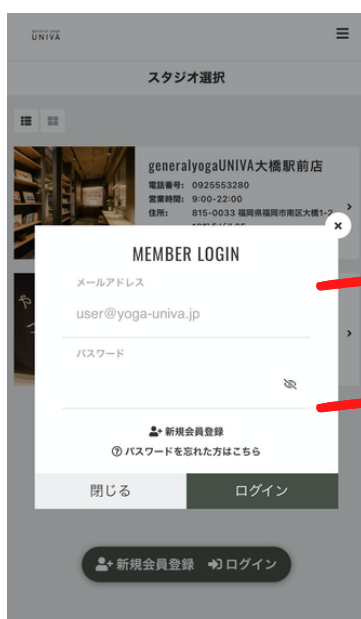 general yoga
UNIVA
スタジオ選択
generalyogaUNIVA大橋駅前店
電話番号: 0925553280
営業時間: 9:00-22:00
住所: 815-0033 福岡県福岡市南区大橋1-2
MEMBER LOGIN
メールアドレス
user@yoga-univa.jp
パスワード
新規会員登録
パスワードを忘れた方はこちら
閉じる
ログイン
新規会員登録 ログイン